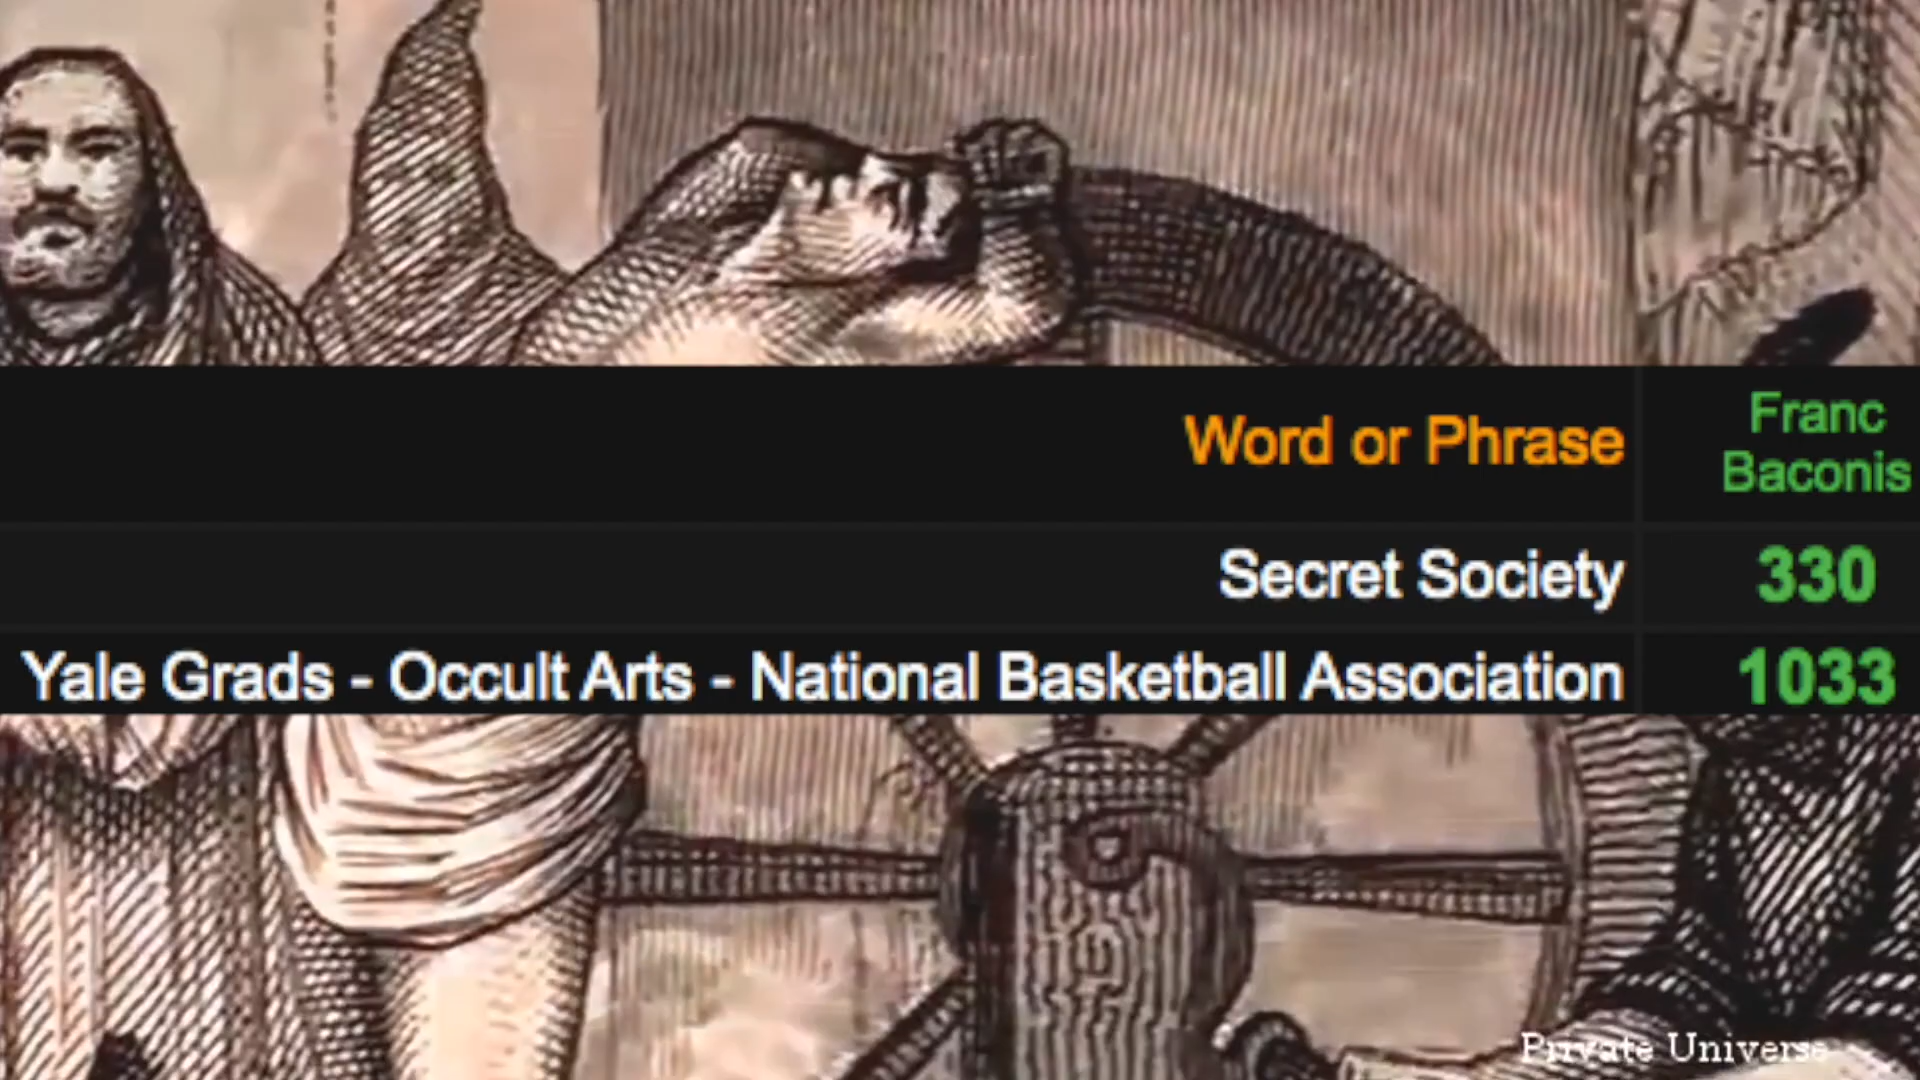 Word or Phrase
Franc
Baconis
Secret Society 330
Yale Grads - Occult Arts - National Basketball Association 1033
Private Universe